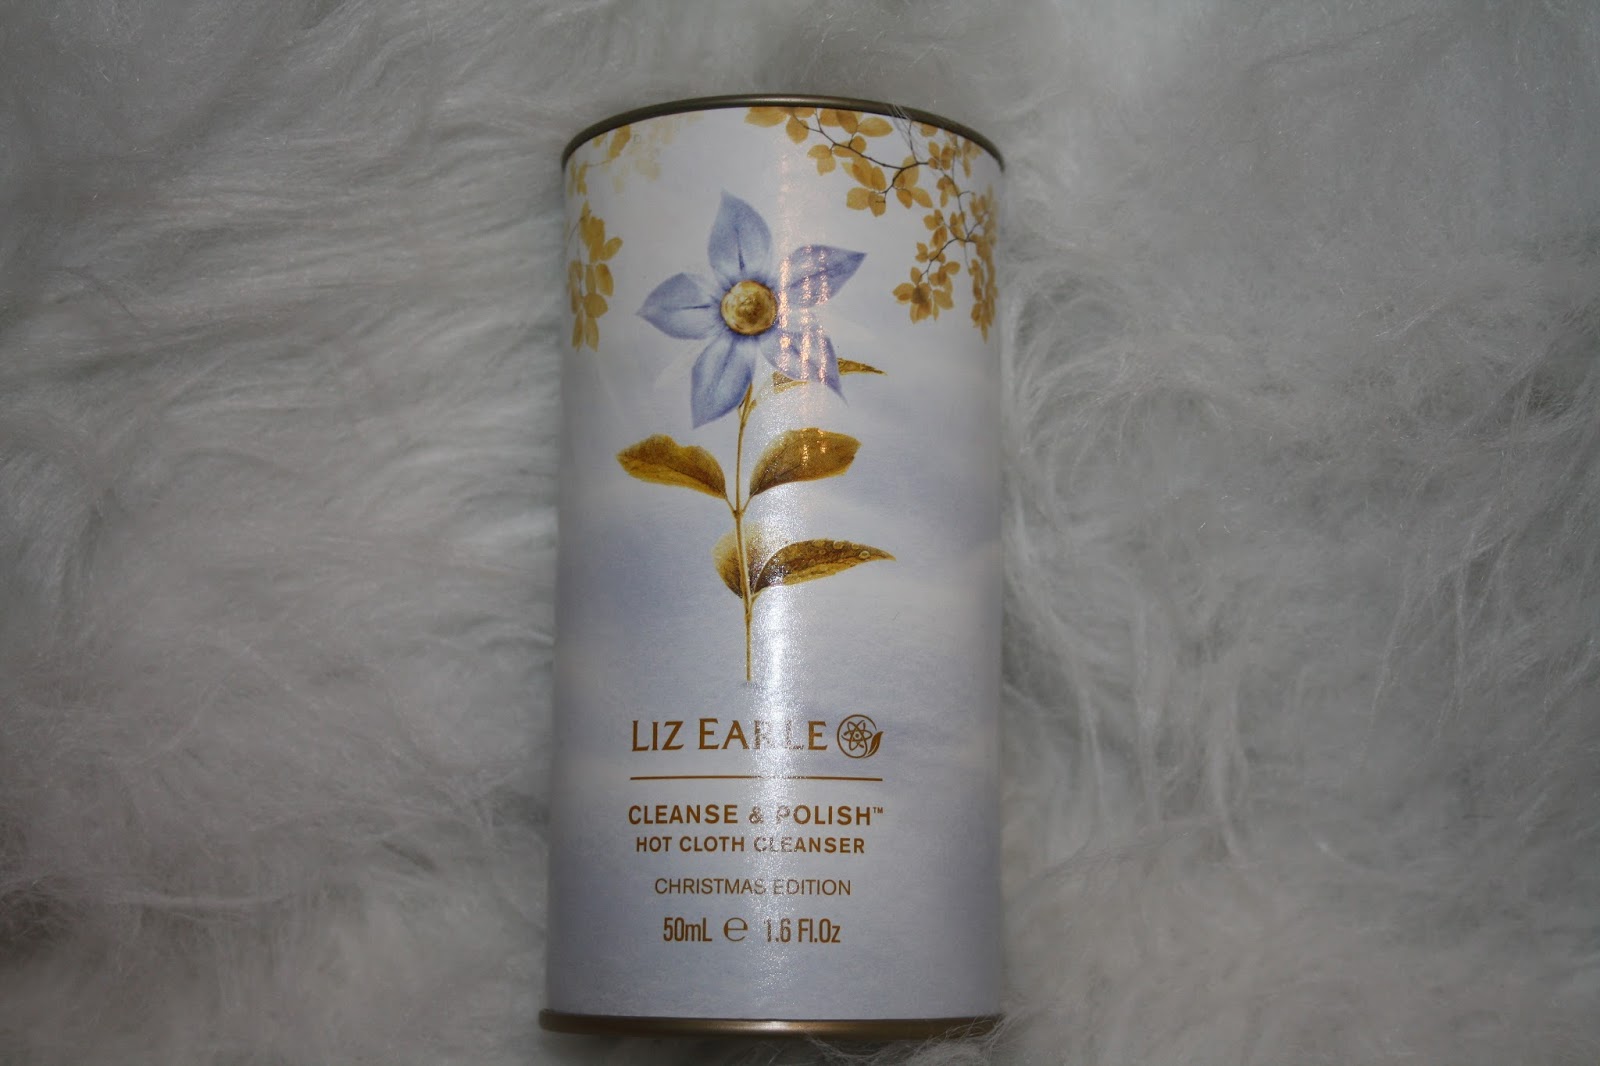 LIZ EARLE
CLEANSE & POLISH™
HOT CLOTH CLEANSER
CHRISTMAS EDITION
50mL ℮ 1.6 Fl.Oz